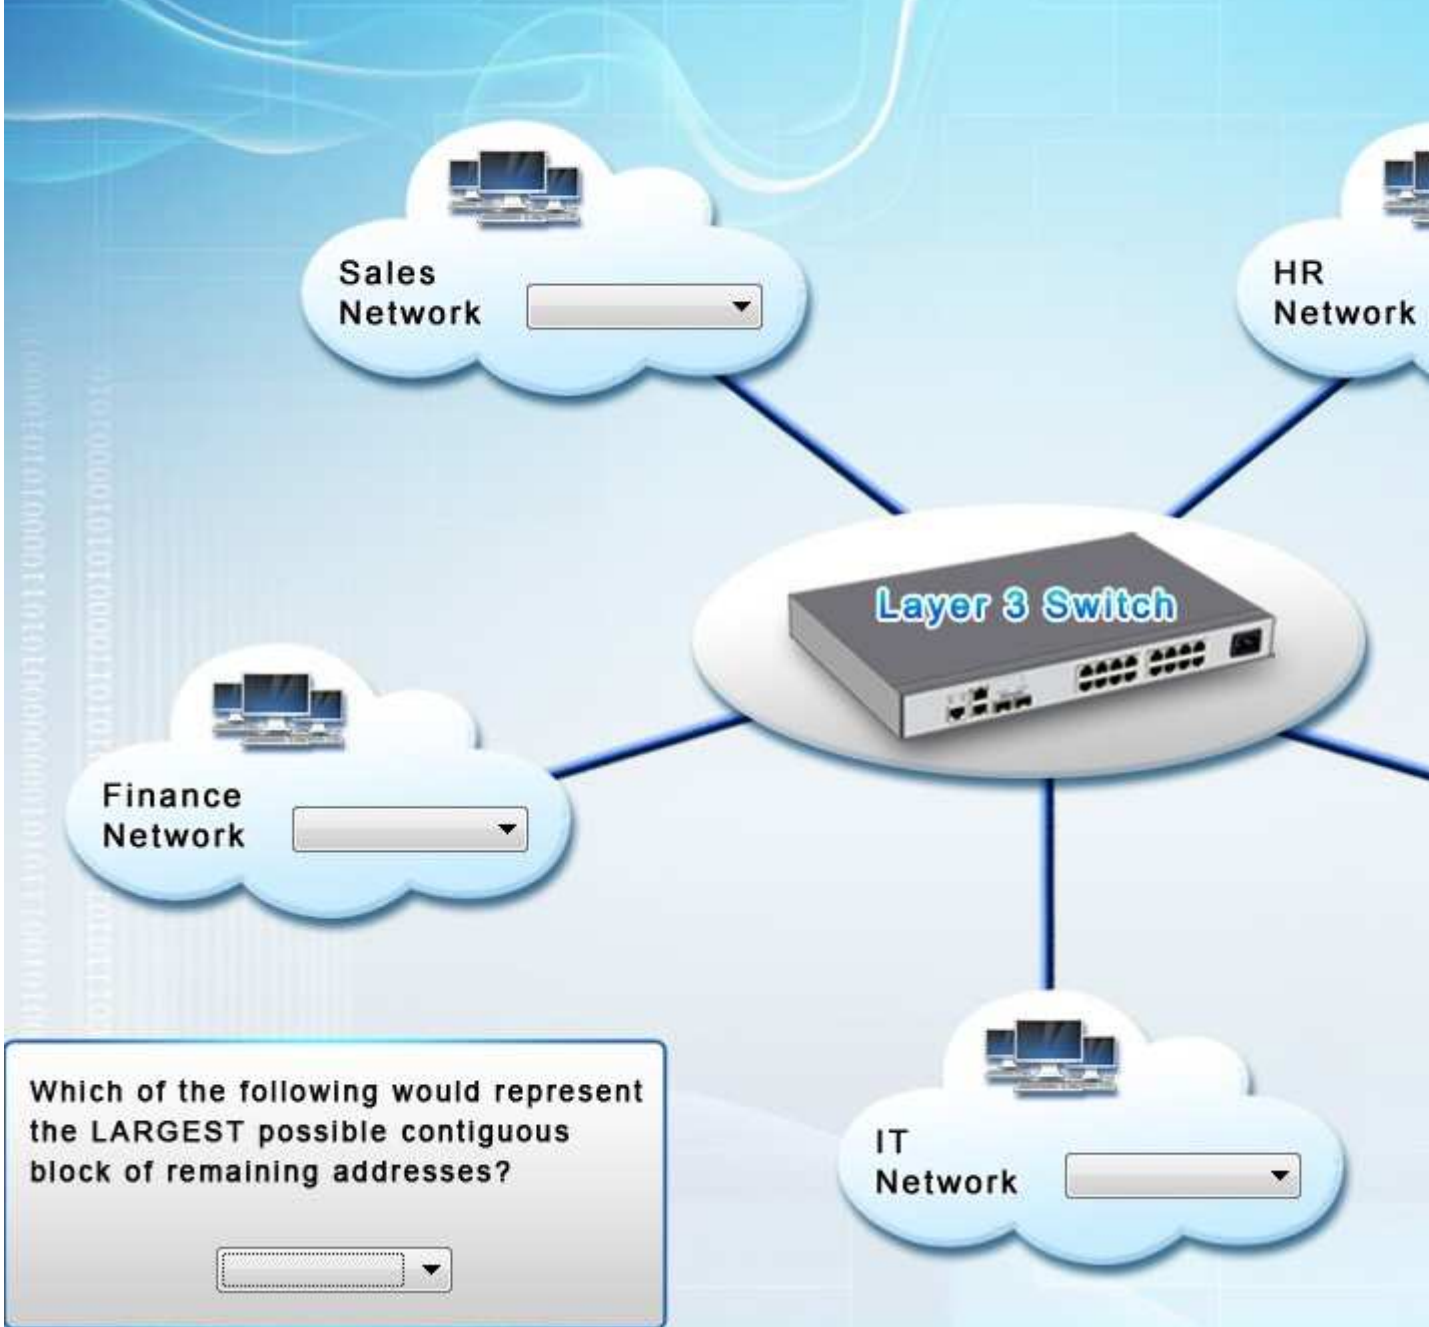 Sales
Network
HR
Network
Layer 3 Switch
Finance
Network
Which of the following would represent
the LARGEST possible contiguous
block of remaining addresses?
IT
Network